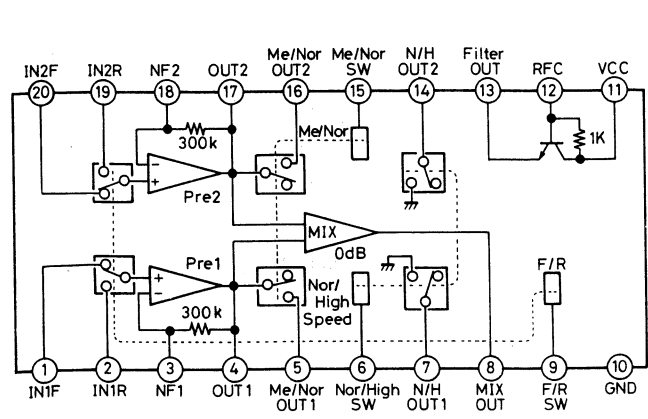 IN2F IN2R NF2 OUT2 Me/Nor OUT2 Me/Nor SW N/H OUT2 Filter OUT RFC VCC
20 19 18 17 16 15 14 13 12 11
300k
Me/Nor
1K
-
+
Pre2
MIX
0dB
Pre1
+
-
300k
Nor/
High
Speed
F/R
1 2 3 4 5 6 7 8 9 10
IN1F IN1R NF1 OUT1 Me/Nor OUT1 Nor/High SW N/H OUT1 MIX OUT F/R SW GND